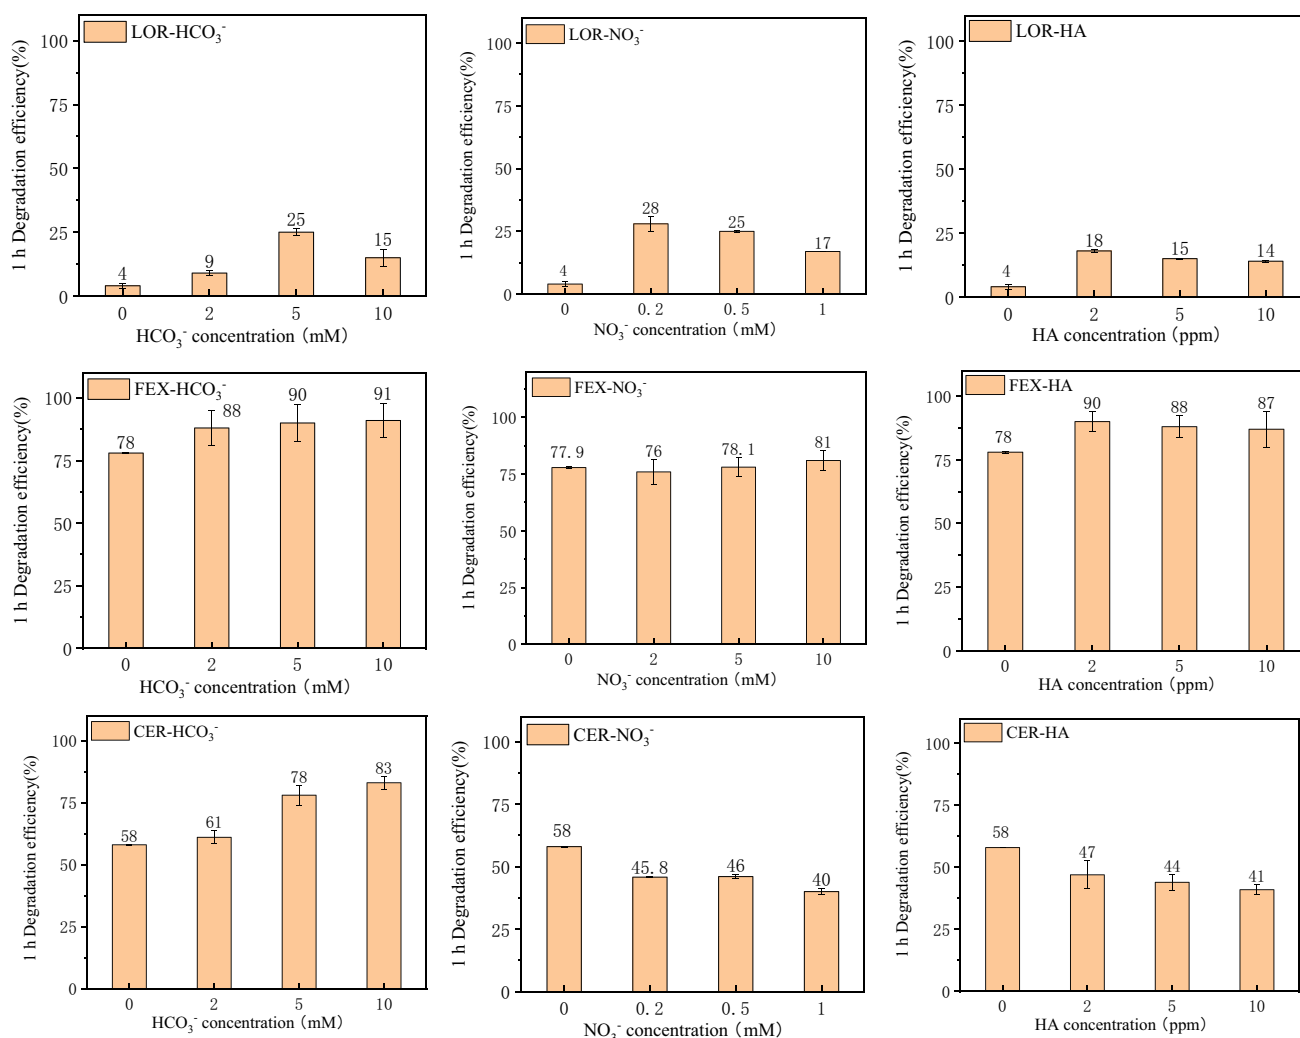 LOR-HCO₃⁻
1 h Degradation efficiency(%)
100
75
50
25
0
4
9
25
15
0 2 5 10
HCO₃⁻ concentration (mM)
LOR-NO₃⁻
1 h Degradation efficiency(%)
100
75
50
25
0
4
28
25
17
0 0.2 0.5 1
NO₃⁻ concentration (mM)
LOR-HA
1 h Degradation efficiency(%)
100
75
50
25
0
4
18
15
14
0 2 5 10
HA concentration (ppm)
FEX-HCO₃⁻
1 h Degradation efficiency(%)
100
75
50
25
0
78
88
90
91
0 2 5 10
HCO₃⁻ concentration (mM)
FEX-NO₃⁻
1 h Degradation efficiency(%)
100
75
50
25
0
77.9
76
78.1
81
0 2 5 10
NO₃⁻ concentration (mM)
FEX-HA
1 h Degradation efficiency(%)
100
75
50
25
0
78
90
88
87
0 2 5 10
HA concentration (ppm)
CER-HCO₃⁻
1 h Degradation efficiency(%)
100
75
50
25
0
58
61
78
83
0 2 5 10
HCO₃⁻ concentration (mM)
CER-NO₃⁻
1 h Degradation efficiency(%)
100
75
50
25
0
58
45.8
46
40
0 0.2 0.5 1
NO₃⁻ concentration (mM)
CER-HA
1 h Degradation efficiency(%)
100
75
50
25
0
58
47
44
41
0 2 5 10
HA concentration (ppm)